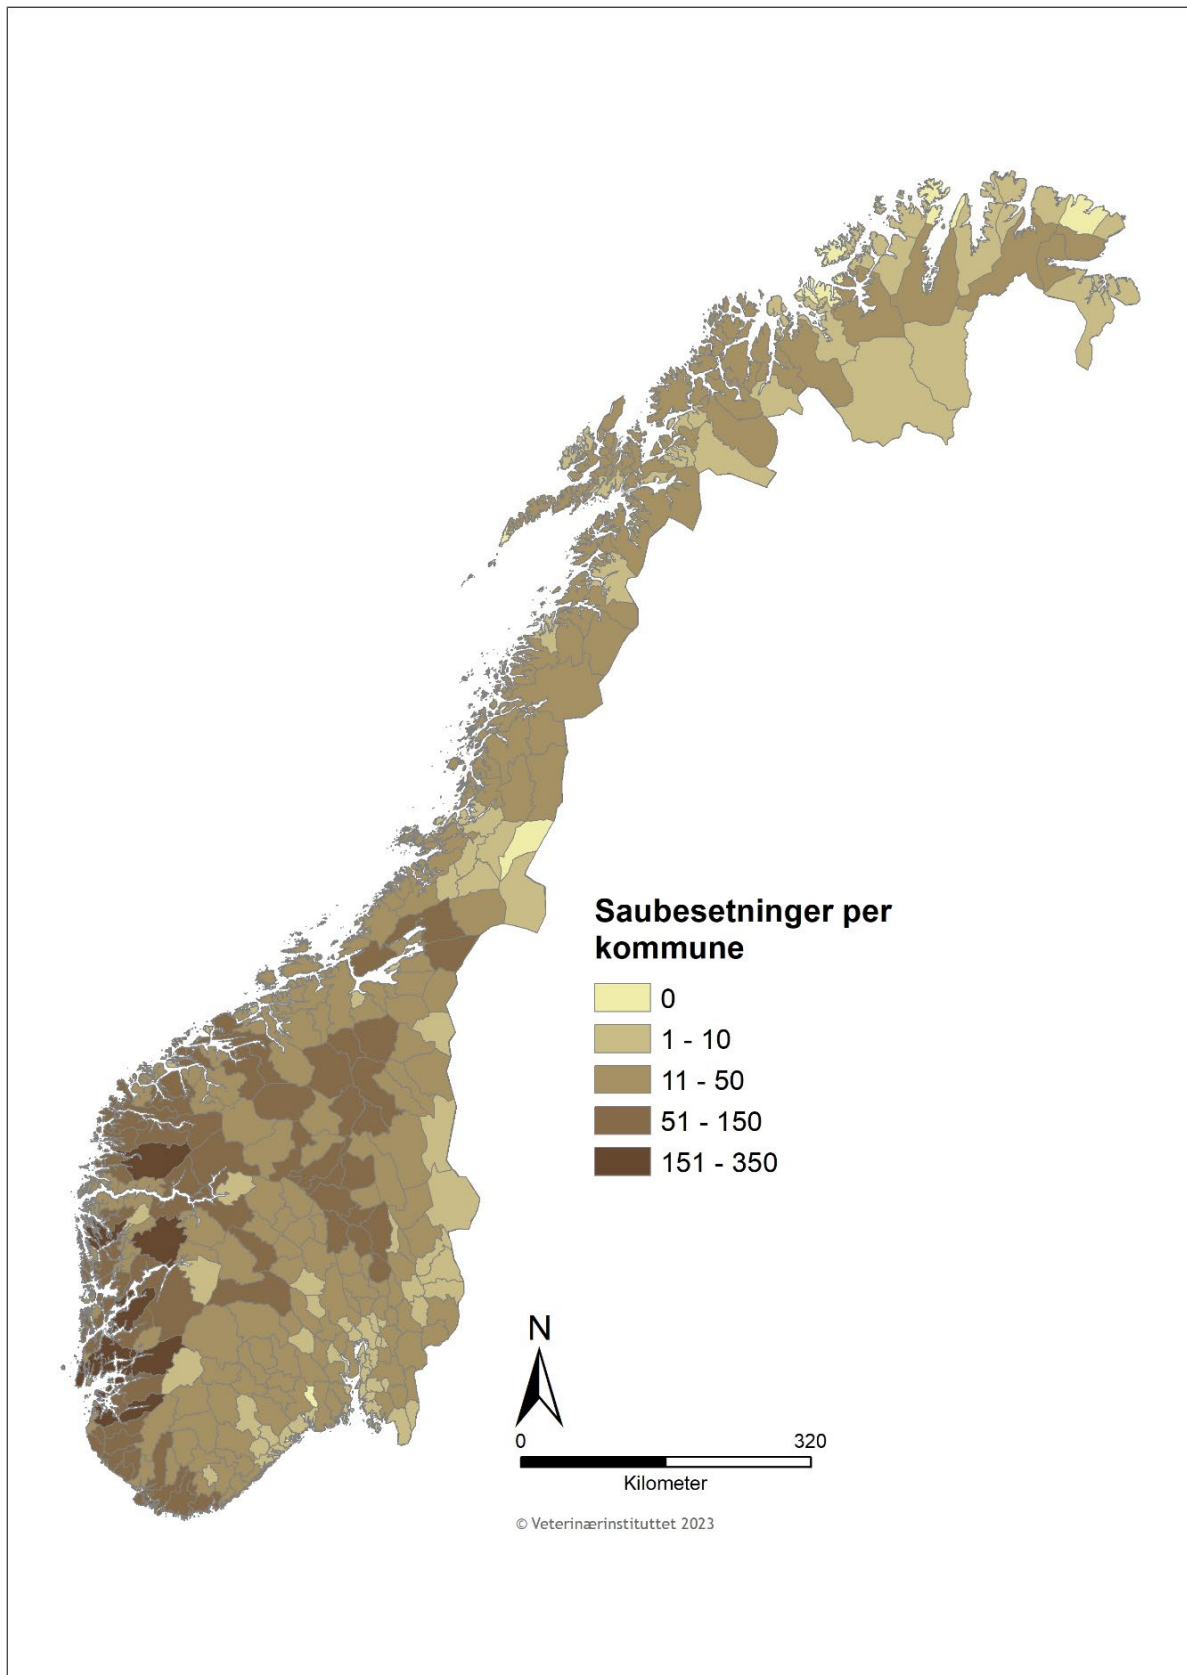 Saubesetninger per
kommune
0
1 - 10
11 - 50
51 - 150
151 - 350
N
0 320
Kilometer
© Veterinærinstituttet 2023